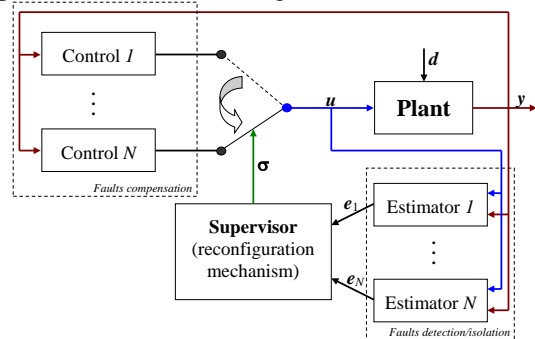 Control 1
d
⋮
u
Plant
y
Control N
Faults compensation
σ
Supervisor
(reconfiguration
mechanism)
e1
Estimator 1
⋮
eN
Estimator N
Faults detection/isolation